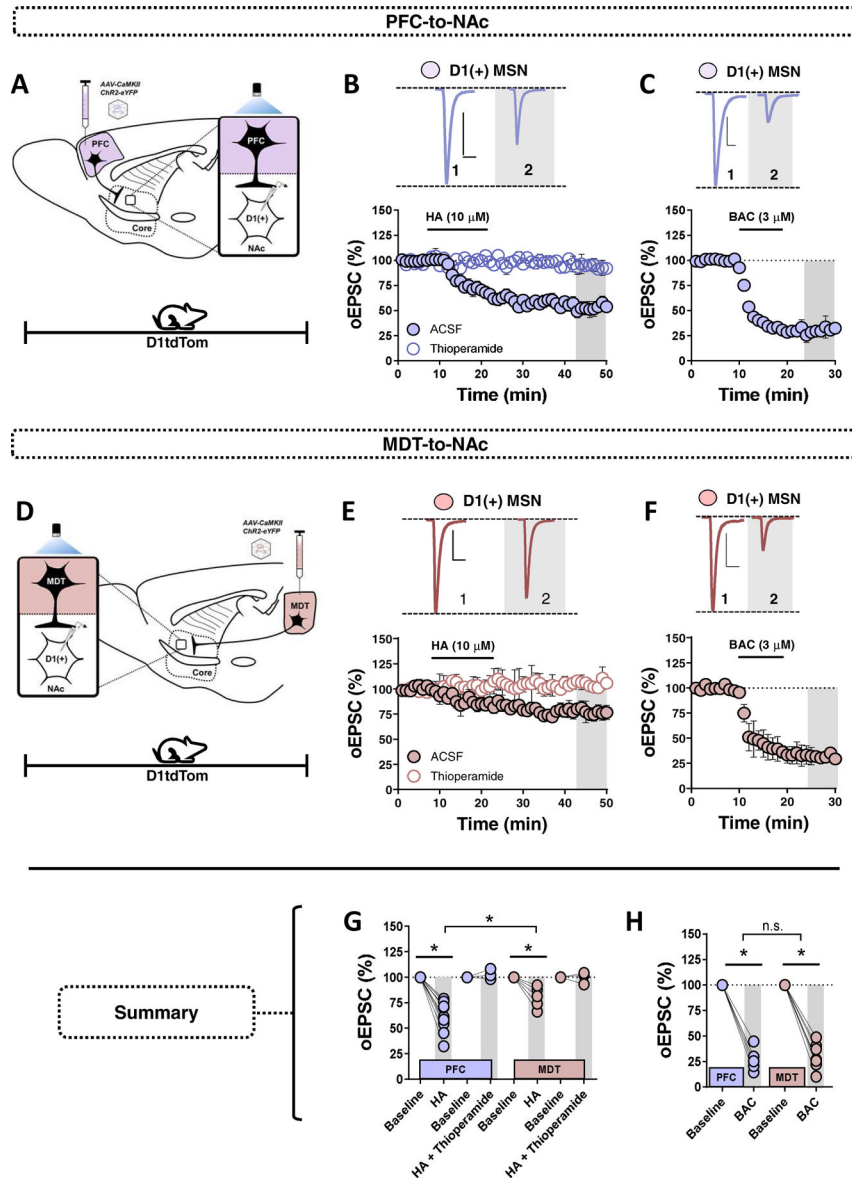 PFC-to-NAc
A
AAV-CaMKII
ChR2-eYFP
PFC
Core
PFC
D1(+)
NAc
D1tdTom
B
D1(+) MSN
1
2
HA (10 μM)
oEPSC (%)
150
125
100
75
50
25
0
ACSF
Thioperamide
0 10 20 30 40 50
Time (min)
C
D1(+) MSN
1
2
BAC (3 μM)
oEPSC (%)
150
125
100
75
50
25
0
0 10 20 30
Time (min)
MDT-to-NAc
D
AAV-CaMKII
ChR2-eYFP
MDT
D1(+)
NAc
Core
MDT
D1tdTom
E
D1(+) MSN
1
2
HA (10 μM)
oEPSC (%)
150
125
100
75
50
25
0
ACSF
Thioperamide
0 10 20 30 40 50
Time (min)
F
D1(+) MSN
1
2
BAC (3 μM)
oEPSC (%)
150
125
100
75
50
25
0
0 10 20 30
Time (min)
Summary
G
oEPSC (%)
150
125
100
75
50
25
0
*
* *
PFC
MDT
Baseline
HA
Baseline
HA + Thioperamide
Baseline
HA
Baseline
HA + Thioperamide
H
oEPSC (%)
150
125
100
75
50
25
0
n.s.
* *
PFC
MDT
Baseline
BAC
Baseline
BAC